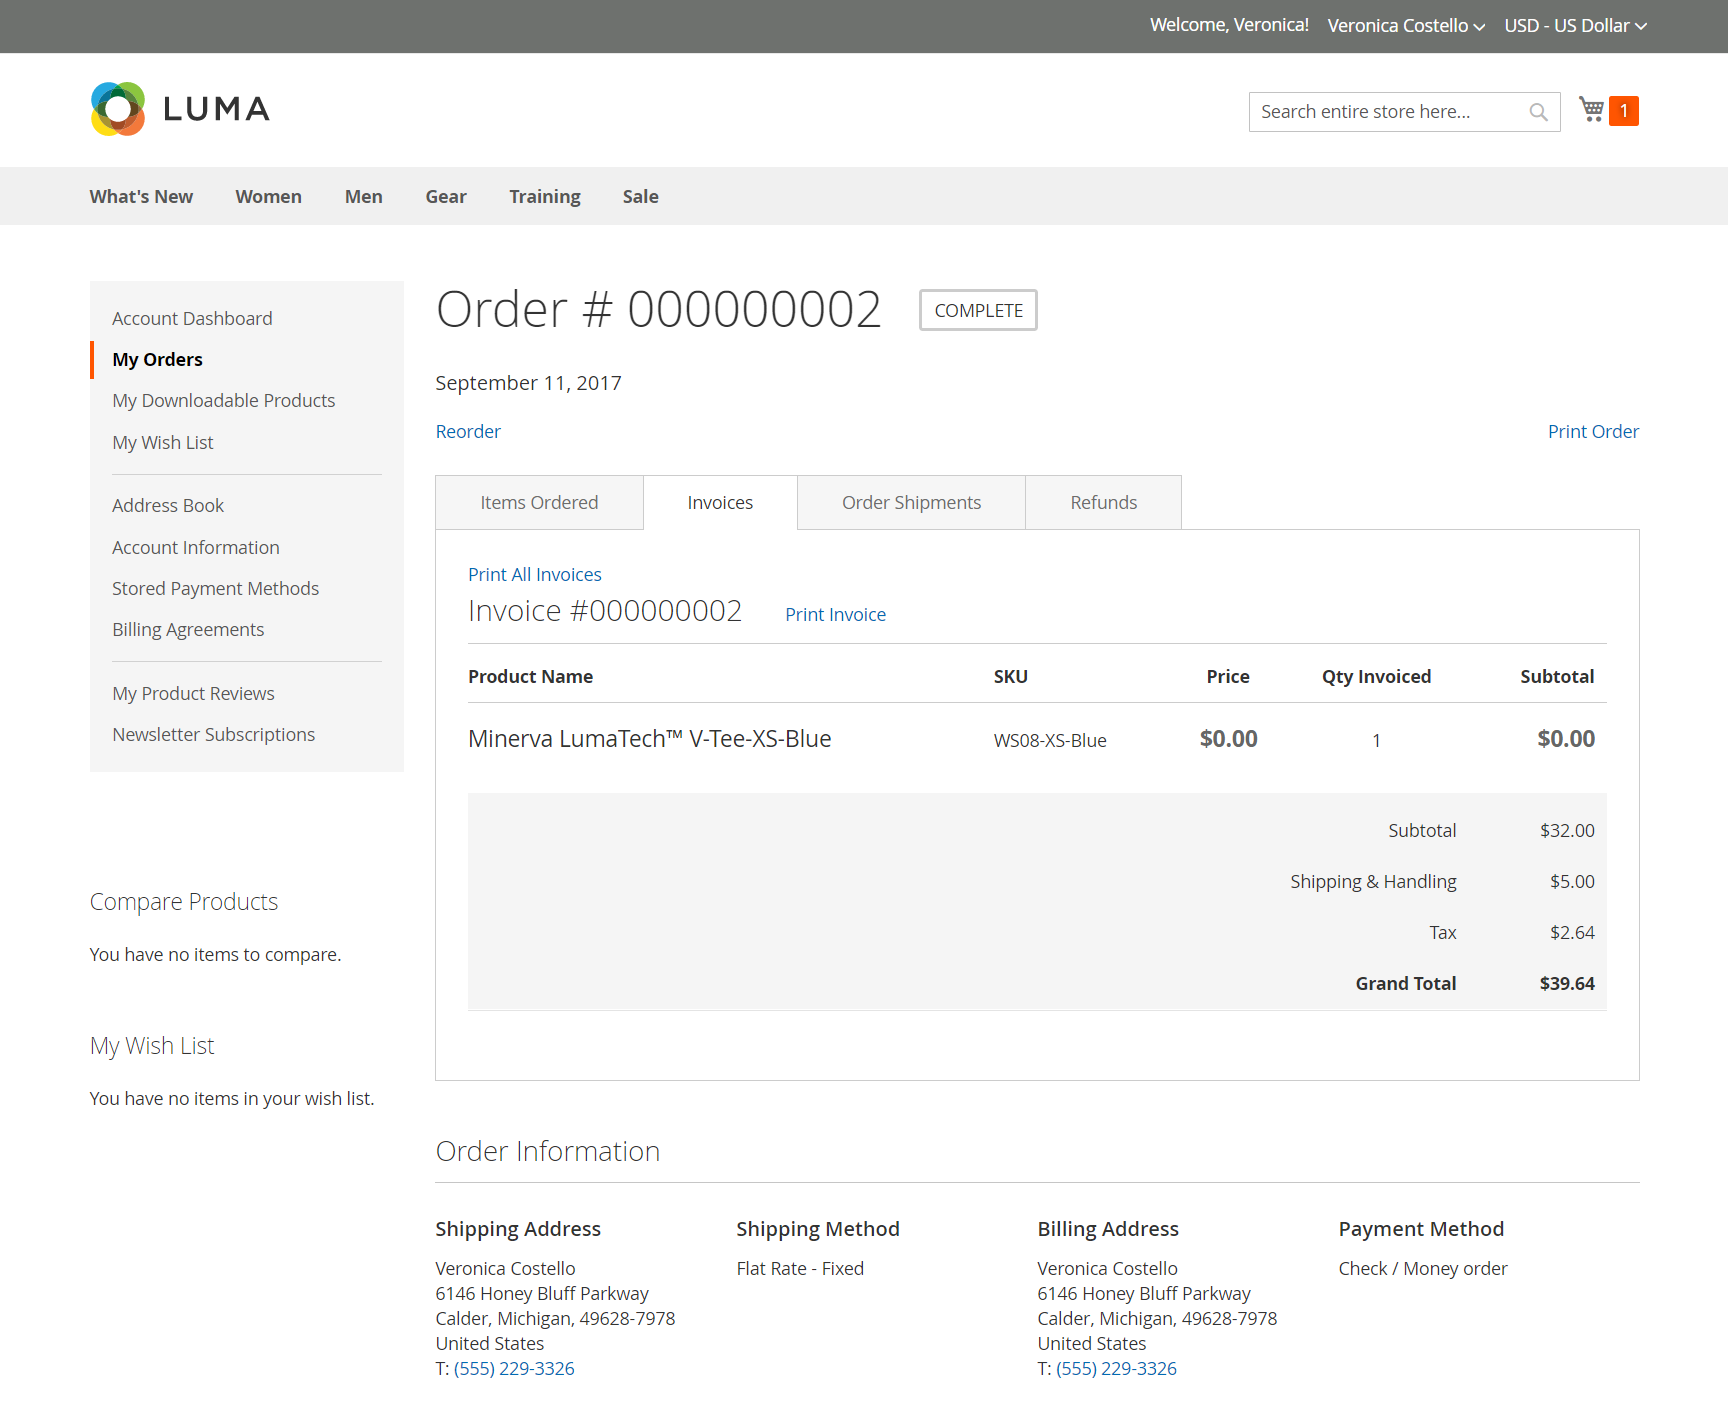 Welcome, Veronica! Veronica Costello USD - US Dollar
LUMA
Search entire store here... 1
What's New Women Men Gear Training Sale
Account Dashboard
My Orders
My Downloadable Products
My Wish List
Address Book
Account Information
Stored Payment Methods
Billing Agreements
My Product Reviews
Newsletter Subscriptions
Compare Products
You have no items to compare.
My Wish List
You have no items in your wish list.
Order # 000000002 COMPLETE
September 11, 2017
Reorder Print Order
Items Ordered Invoices Order Shipments Refunds
Print All Invoices
Invoice #000000002 Print Invoice
Product Name SKU Price Qty Invoiced Subtotal
Minerva LumaTech™ V-Tee-XS-Blue WS08-XS-Blue $0.00 1 $0.00
Subtotal $32.00
Shipping & Handling $5.00
Tax $2.64
Grand Total $39.64
Order Information
Shipping Address
Veronica Costello
6146 Honey Bluff Parkway
Calder, Michigan, 49628-7978
United States
T: (555) 229-3326
Shipping Method
Flat Rate - Fixed
Billing Address
Veronica Costello
6146 Honey Bluff Parkway
Calder, Michigan, 49628-7978
United States
T: (555) 229-3326
Payment Method
Check / Money order